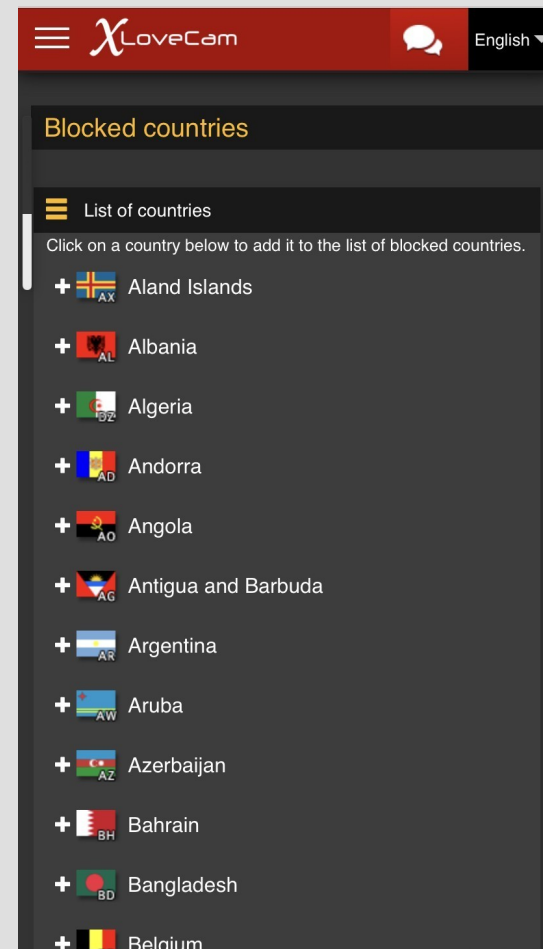 XLoveCam
English
Blocked countries
List of countries
Click on a country below to add it to the list of blocked countries.
AX Aland Islands
AL Albania
DZ Algeria
AD Andorra
AO Angola
AG Antigua and Barbuda
AR Argentina
AW Aruba
AZ Azerbaijan
BH Bahrain
BD Bangladesh
Belgium